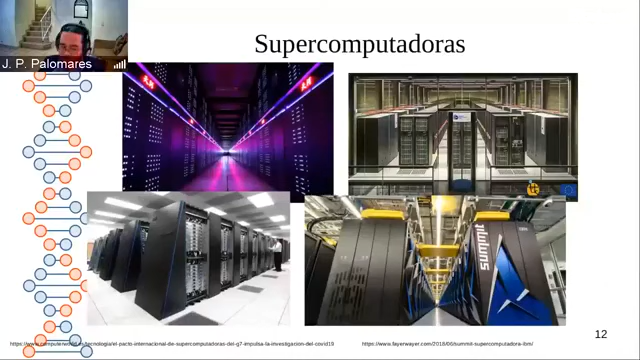 J. P. Palomares
Supercomputadoras
SUMMIT
IBM
12
https://www.computerworld.es/tecnologia/el-pacto-internacional-de-supercomputadoras-del-g7-impulsa-la-investigacion-del-covid19
https://www.fayerwayer.com/2018/06/summit-supercomputadora-ibm/